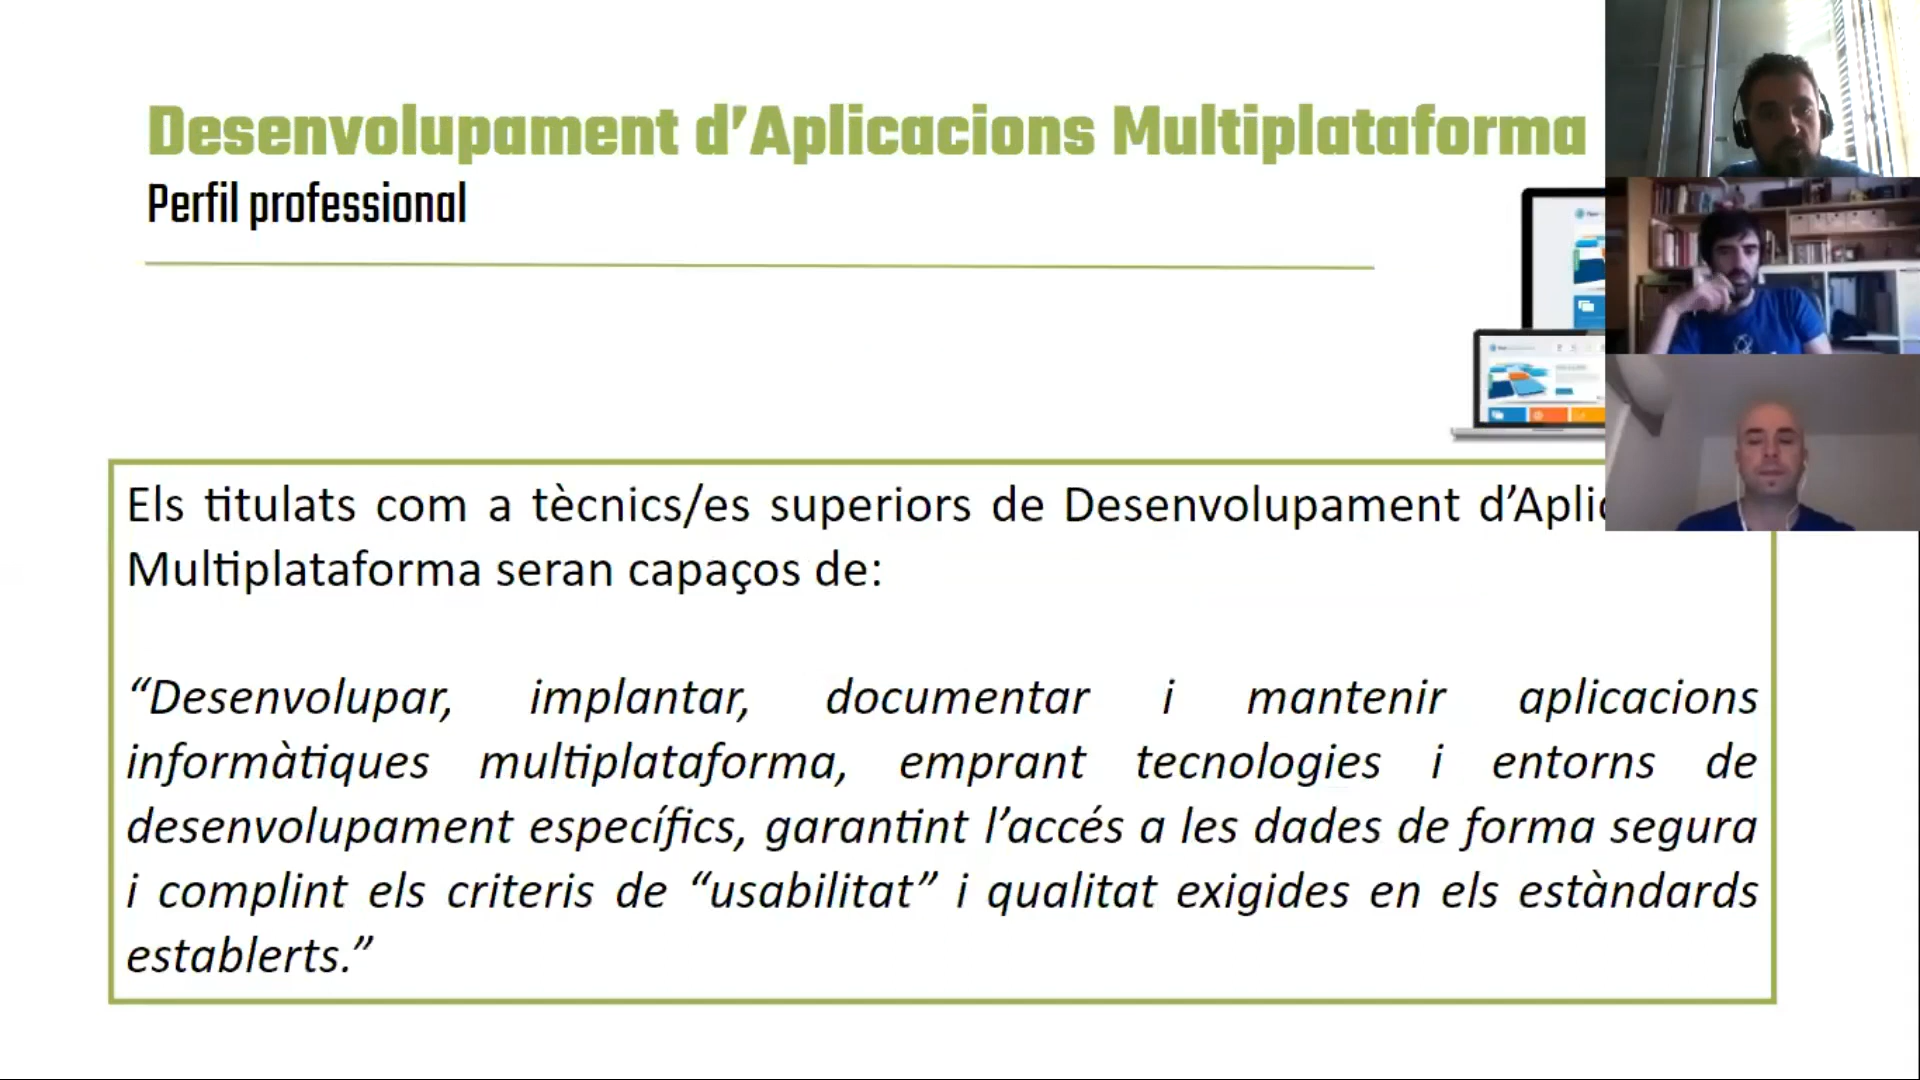 Desenvolupament d’Aplicacions Multiplataforma
Perfil professional
Els titulats com a tècnics/es superiors de Desenvolupament
Multiplataforma seran capaços de:
“Desenvolupar, implantar, documentar i mantenir aplicacions
informàtiques multiplataforma, emprant tecnologies i entorns de
desenvolupament específics, garantint l’accés a les dades de forma segura
i complint els criteris de “usabilitat” i qualitat exigides en els estàndards
establerts.”